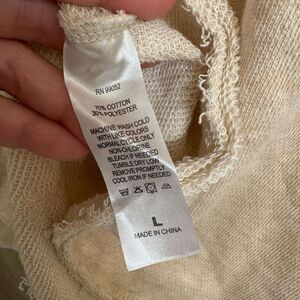 RN 99052
70% COTTON
30% POLYESTER
MACHINE WASH COLD
WITH LIKE COLORS
NORMAL CYCLE ONLY
NON-CHLORINE
BLEACH IF NEEDED
TUMBLE DRY LOW
REMOVE PROMPTLY
COOL IRON IF NEEDED
L
MADE IN CHINA